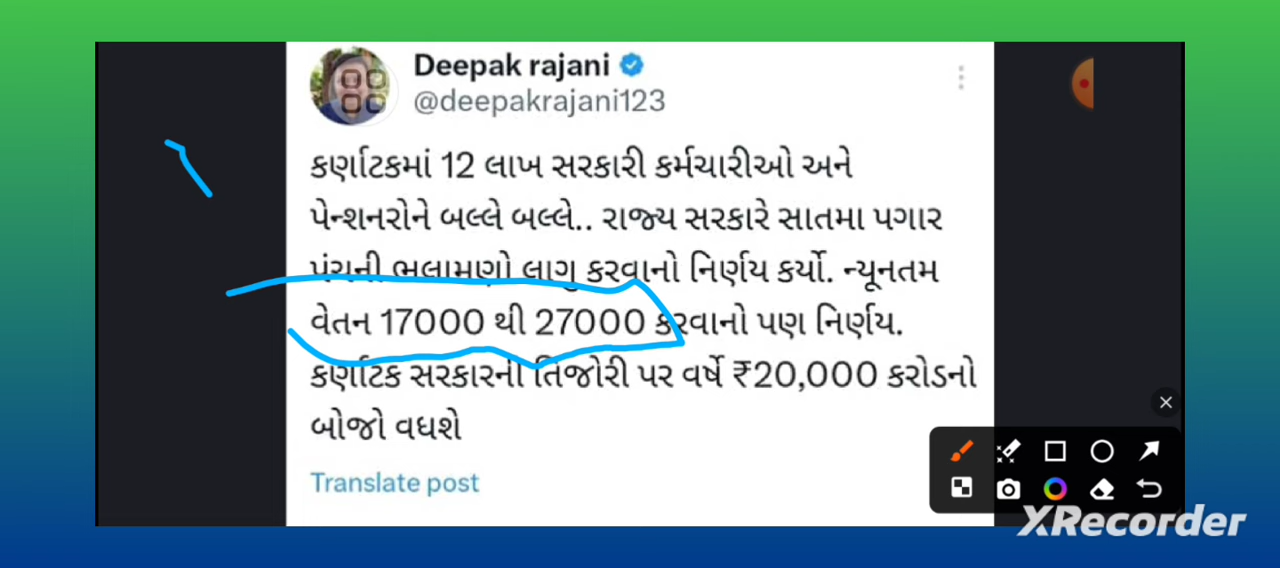 Deepak rajani
@deepakrajani123
કર્ણાટકમાં 12 લાખ સરકારી કર્મચારીઓ અને
પેન્શનરોને બલ્લે બલ્લે.. રાજ્ય સરકારે સાતમા પગાર
પંચની ભલામણો લાગુ કરવાનો નિર્ણય કર્યો. ન્યૂનતમ
વેતન 17000 થી 27000 કરવાનો પણ નિર્ણય.
કર્ણાટક સરકારની તિજોરી પર વર્ષે ₹20,000 કરોડનો
બોજો વધશે
Translate post
XRecorder